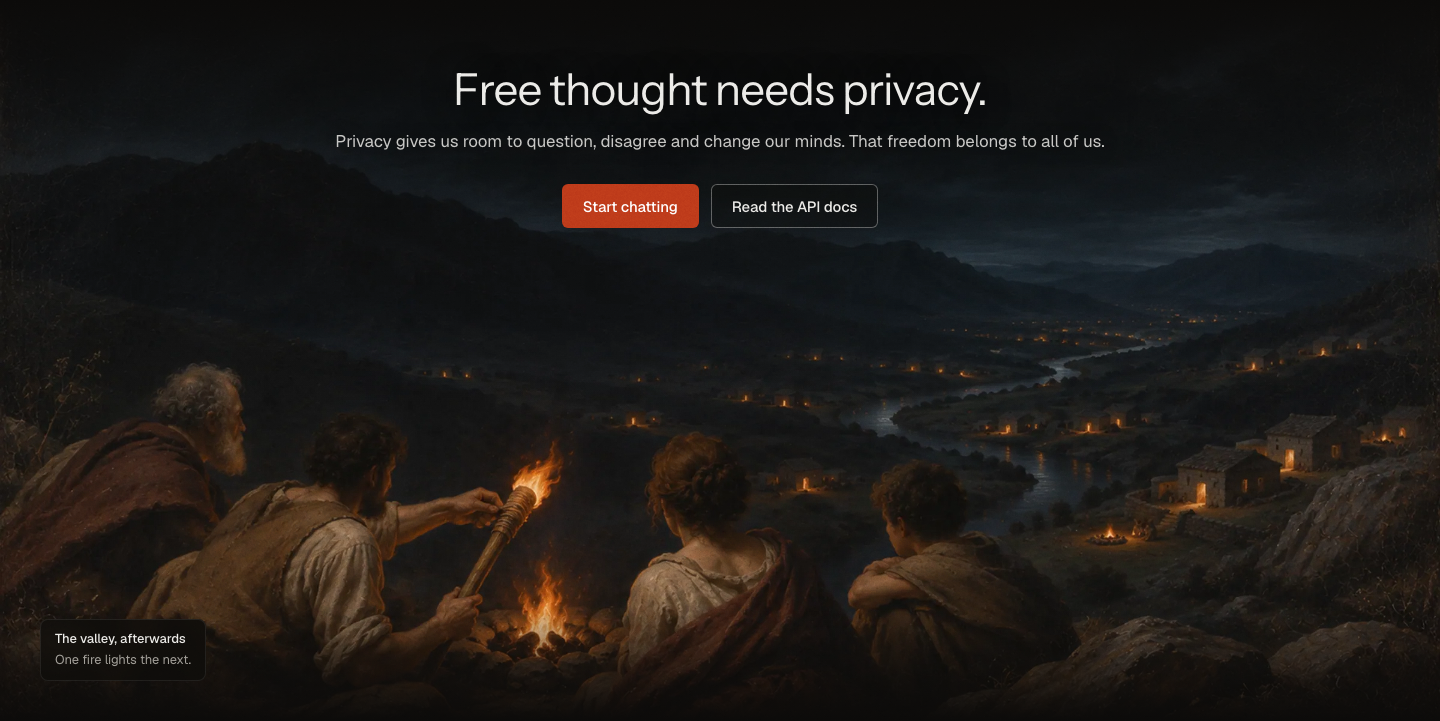 Free thought needs privacy.
Privacy gives us room to question, disagree and change our minds. That freedom belongs to all of us.
Start chatting
Read the API docs
The valley, afterwards
One fire lights the next.